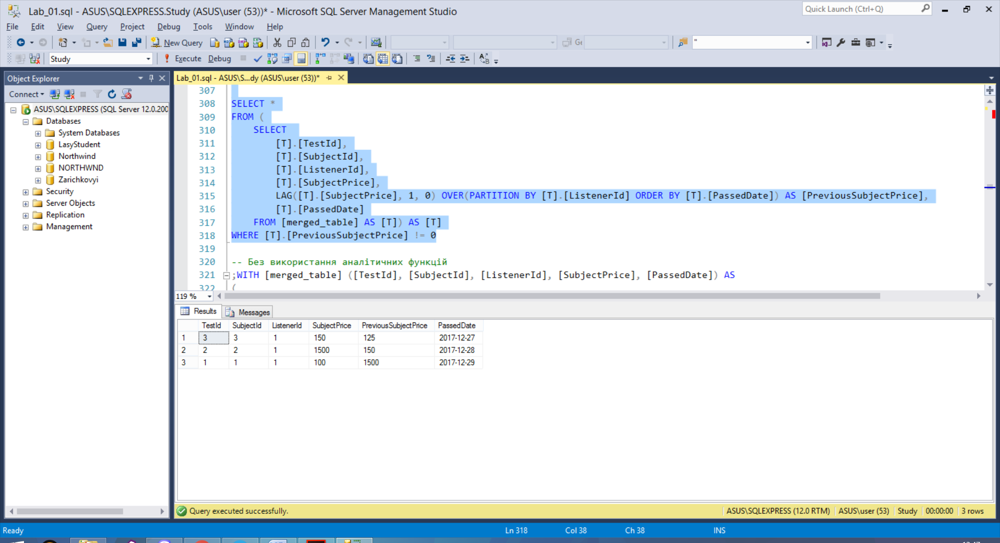 Lab_01.sql - ASUS\SQLEXPRESS.Study (ASUS\user (53))* - Microsoft SQL Server Management Studio
Quick Launch (Ctrl+Q)
File Edit View Query Project Debug Tools Window Help
New Query
"
Study
Execute Debug
Object Explorer
Connect
ASUS\SQLEXPRESS (SQL Server 12.0.200
Databases
System Databases
LasyStudent
Northwind
NORTHWND
Zarichkovyi
Security
Server Objects
Replication
Management
Lab_01.sql - ASUS\S...dy (ASUS\user (53))*
307
308 SELECT *
309 FROM (
310 SELECT
311 [T].[TestId],
312 [T].[SubjectId],
313 [T].[ListenerId],
314 [T].[SubjectPrice],
315 LAG([T].[SubjectPrice], 1, 0) OVER(PARTITION BY [T].[ListenerId] ORDER BY [T].[PassedDate]) AS [PreviousSubjectPrice],
316 [T].[PassedDate]
317 FROM [merged_table] AS [T]) AS [T]
318 WHERE [T].[PreviousSubjectPrice] != 0
319
320 -- Без використання аналітичних функцій
321 ;WITH [merged_table] ([TestId], [SubjectId], [ListenerId], [SubjectPrice], [PassedDate]) AS
322 (
119 %
Results Messages
TestId SubjectId ListenerId SubjectPrice PreviousSubjectPrice PassedDate
1 3 3 1 150 125 2017-12-27
2 2 2 1 1500 150 2017-12-28
3 1 1 1 100 1500 2017-12-29
Query executed successfully.
ASUS\SQLEXPRESS (12.0 RTM) ASUS\user (53) Study 00:00:00 3 rows
Ready Ln 318 Col 38 Ch 38 INS